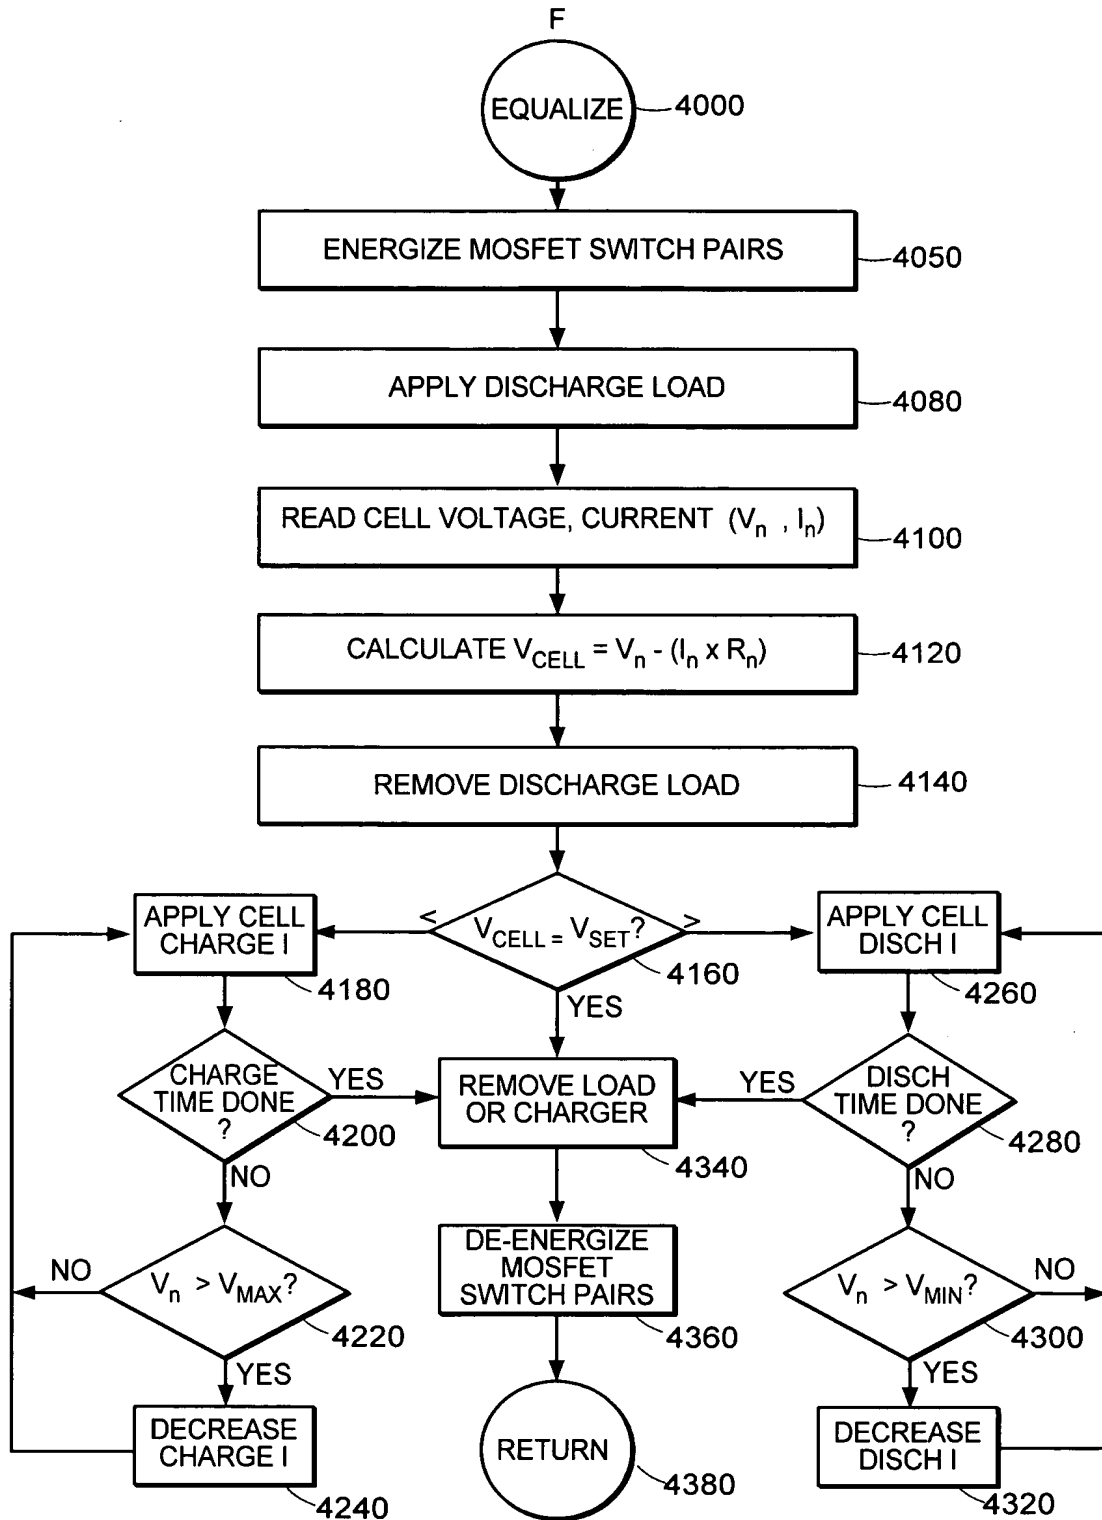 F
EQUALIZE
4000
ENERGIZE MOSFET SWITCH PAIRS
4050
APPLY DISCHARGE LOAD
4080
READ CELL VOLTAGE, CURRENT (Vn , In)
4100
CALCULATE VCELL = Vn - (In x Rn)
4120
REMOVE DISCHARGE LOAD
4140
APPLY CELL
CHARGE I
4180
<
VCELL = VSET?
>
4160
YES
APPLY CELL
DISCH I
4260
CHARGE
TIME DONE
?
YES
4200
NO
REMOVE LOAD
OR CHARGER
4340
YES
DISCH
TIME DONE
?
4280
NO
NO
Vn > VMAX?
4220
YES
DE-ENERGIZE
MOSFET
SWITCH PAIRS
4360
Vn > VMIN?
NO
4300
YES
DECREASE
CHARGE I
4240
RETURN
4380
DECREASE
DISCH I
4320